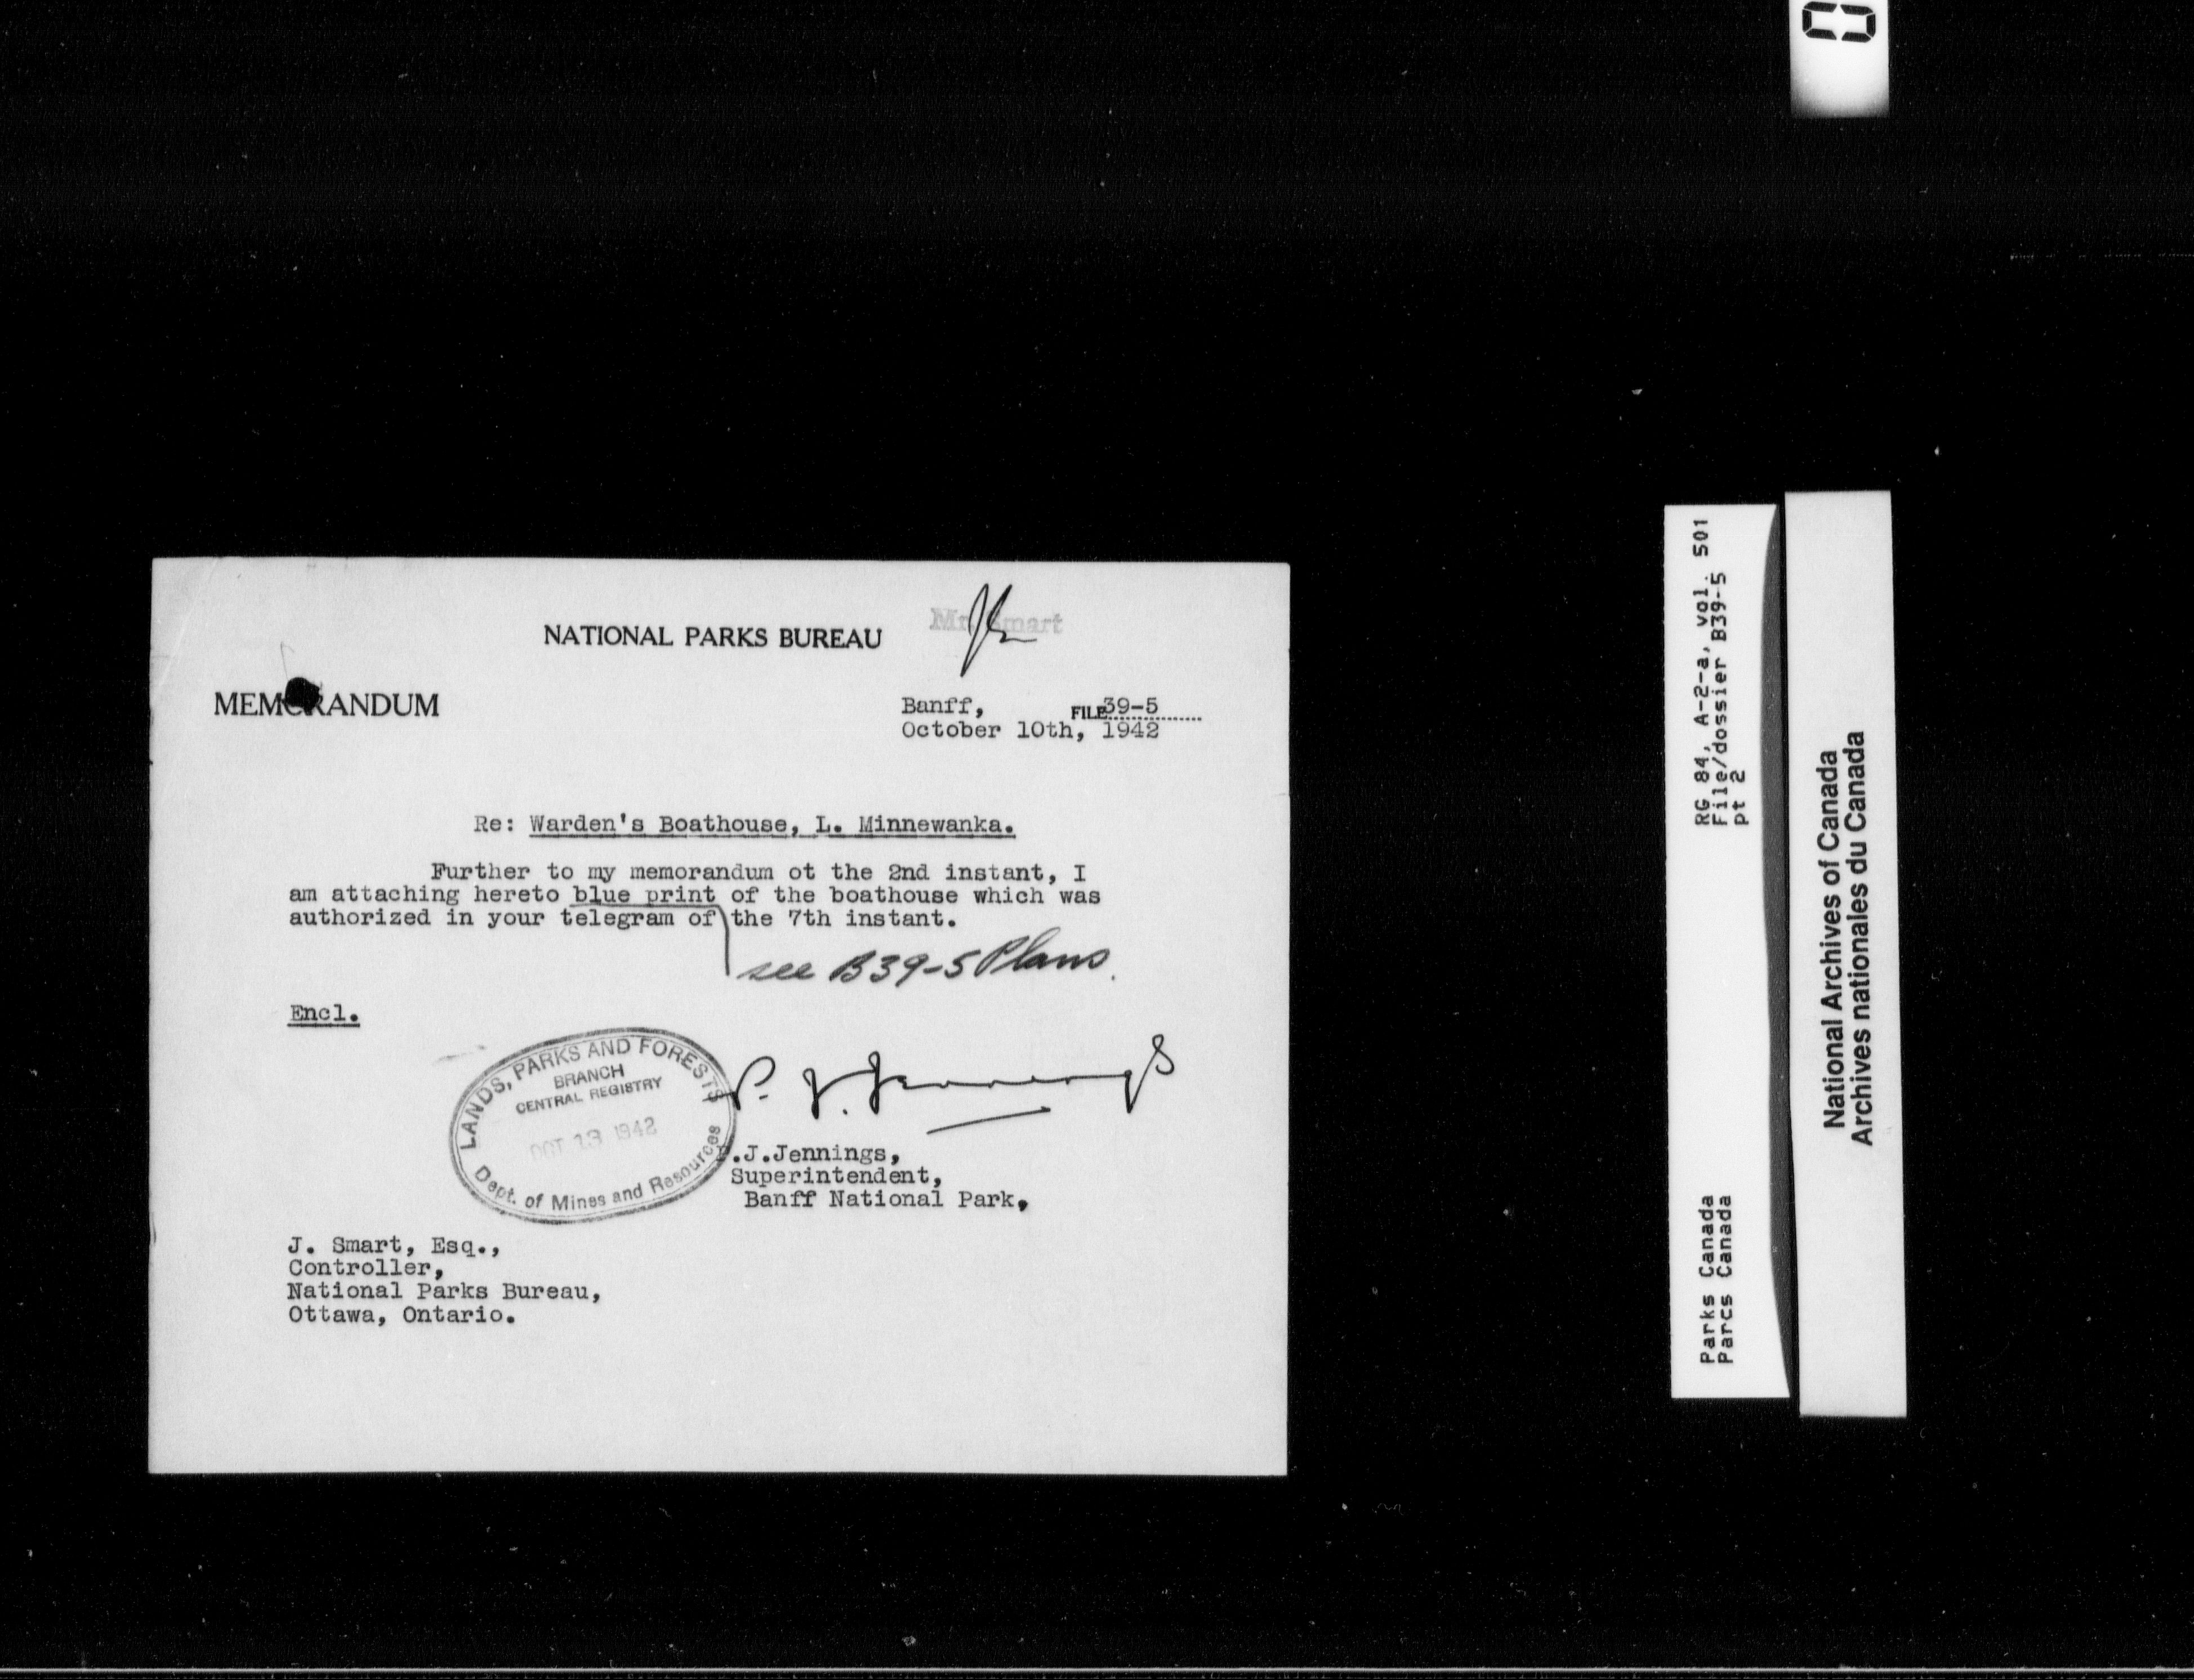 NATIONAL PARKS BUREAU
Mr. Smart
MEMORANDUM
Banff, FILE 39-5
October 10th, 1942
Re: Warden's Boathouse, L. Minnewanka.
Further to my memorandum ot the 2nd instant, I
am attaching hereto blue print of the boathouse which was
authorized in your telegram of the 7th instant.
see B39-5 Plans.
Encl.
LANDS, PARKS AND FORESTS
BRANCH
CENTRAL REGISTRY
OCT 13 1942
Dept. of Mines and Resources
P. J. Jennings
.J.Jennings,
Superintendent,
Banff National Park.
J. Smart, Esq.,
Controller,
National Parks Bureau,
Ottawa, Ontario.
RG 84, A-2-a, vol. 501
File/dossier B39-5
pt 2
Parks Canada
Parcs Canada
National Archives of Canada
Archives nationales du Canada
0